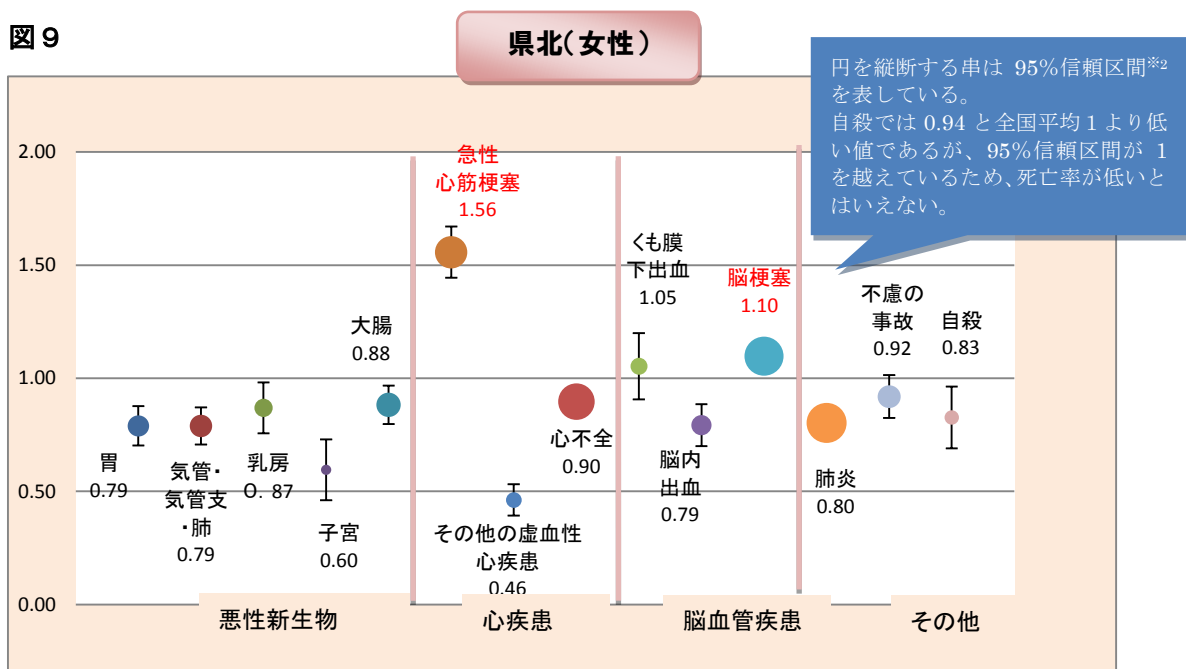 図9
県北(女性)
円を縦断する串は 95%信頼区間※2
を表している。
自殺では 0.94 と全国平均 1 より低
い値であるが、95%信頼区間が 1
を越えているため、死亡率が低いと
はいえない。
2.00
1.50
1.00
0.50
0.00
胃
0.79
気管・
気管支
・肺
0.79
乳房
0. 87
子宮
0.60
大腸
0.88
急性
心筋梗塞
1.56
その他の虚血性
心疾患
0.46
心不全
0.90
くも膜
下出血
1.05
脳内
出血
0.79
脳梗塞
1.10
肺炎
0.80
不慮の
事故
0.92
自殺
0.83
悪性新生物
心疾患
脳血管疾患
その他